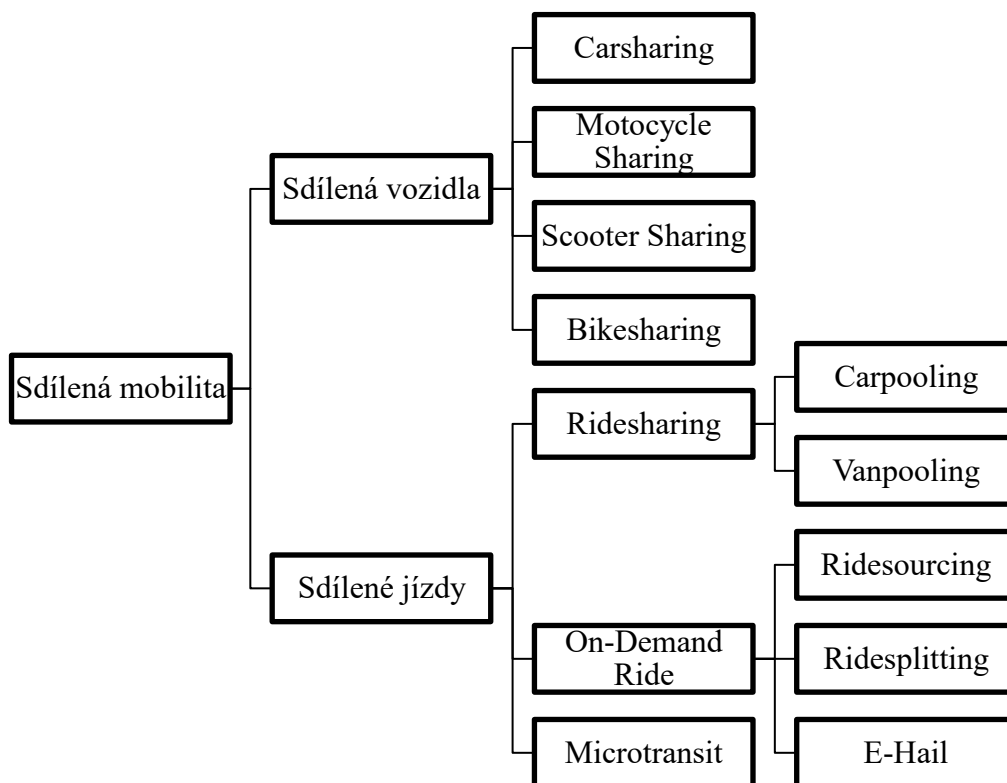 Carsharing
Motocycle
Sharing
Sdílená vozidla
Scooter Sharing
Bikesharing
Sdílená mobilita
Carpooling
Ridesharing
Vanpooling
Sdílené jízdy
Ridesourcing
On-Demand
Ride
Ridesplitting
Microtransit
E-Hail